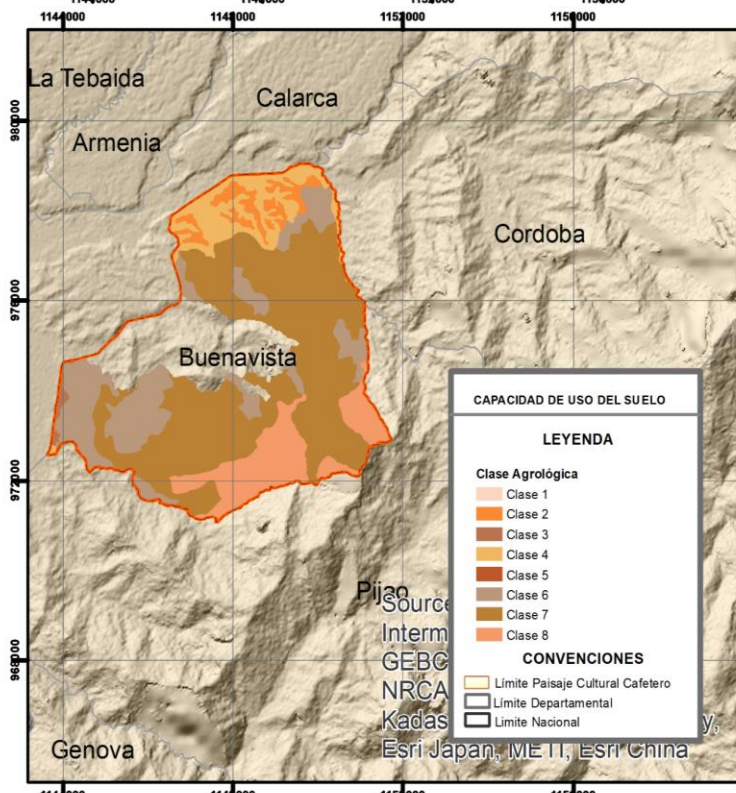 1144000 1148000 1152000 1156000
La Tebaida
Calarca
980000
Armenia
Cordoba
976000
Buenavista
CAPACIDAD DE USO DEL SUELO
LEYENDA
Clase Agrológica
Clase 1
Clase 2
Clase 3
Clase 4
Clase 5
Clase 6
Clase 7
Clase 8
CONVENCIONES
Límite Paisaje Cultural Cafetero
Límite Departamental
Limite Nacional
972000
Pijao
Source
Interm
968000
GEBC
NRCA
Kadas y,
Esri Japan, METI, Esri China
Genova